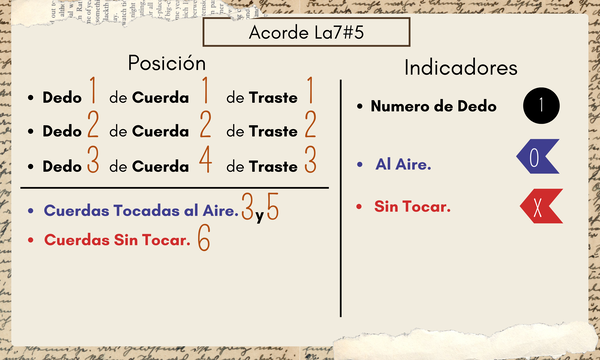 Acorde La7#5
Posición
• Dedo 1 de Cuerda 1 de Traste 1
• Dedo 2 de Cuerda 2 de Traste 2
• Dedo 3 de Cuerda 4 de Traste 3
• Cuerdas Tocadas al Aire. 3 y 5
• Cuerdas Sin Tocar. 6
Indicadores
• Numero de Dedo 1
• Al Aire. 0
• Sin Tocar. X